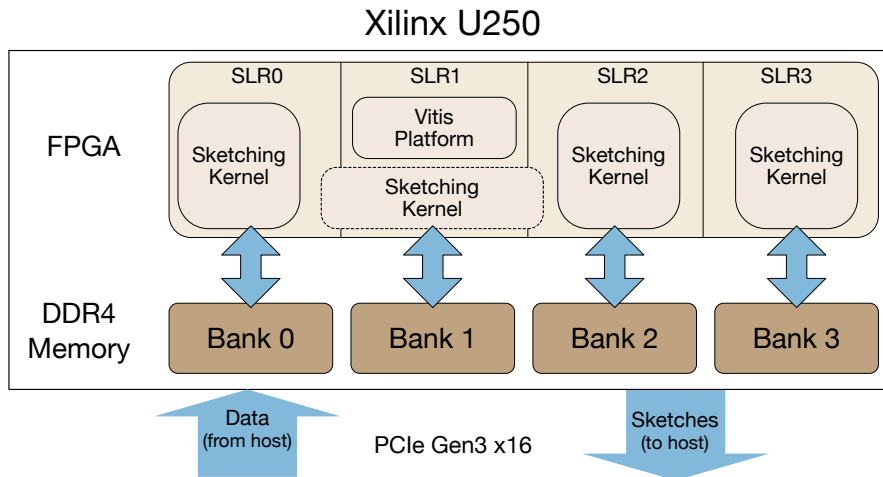 Xilinx U250
SLR0 SLR1 SLR2 SLR3
FPGA
Sketching
Kernel
Vitis
Platform
Sketching
Kernel
Sketching
Kernel
Sketching
Kernel
DDR4
Memory
Bank 0 Bank 1 Bank 2 Bank 3
Data
(from host)
PCIe Gen3 x16
Sketches
(to host)